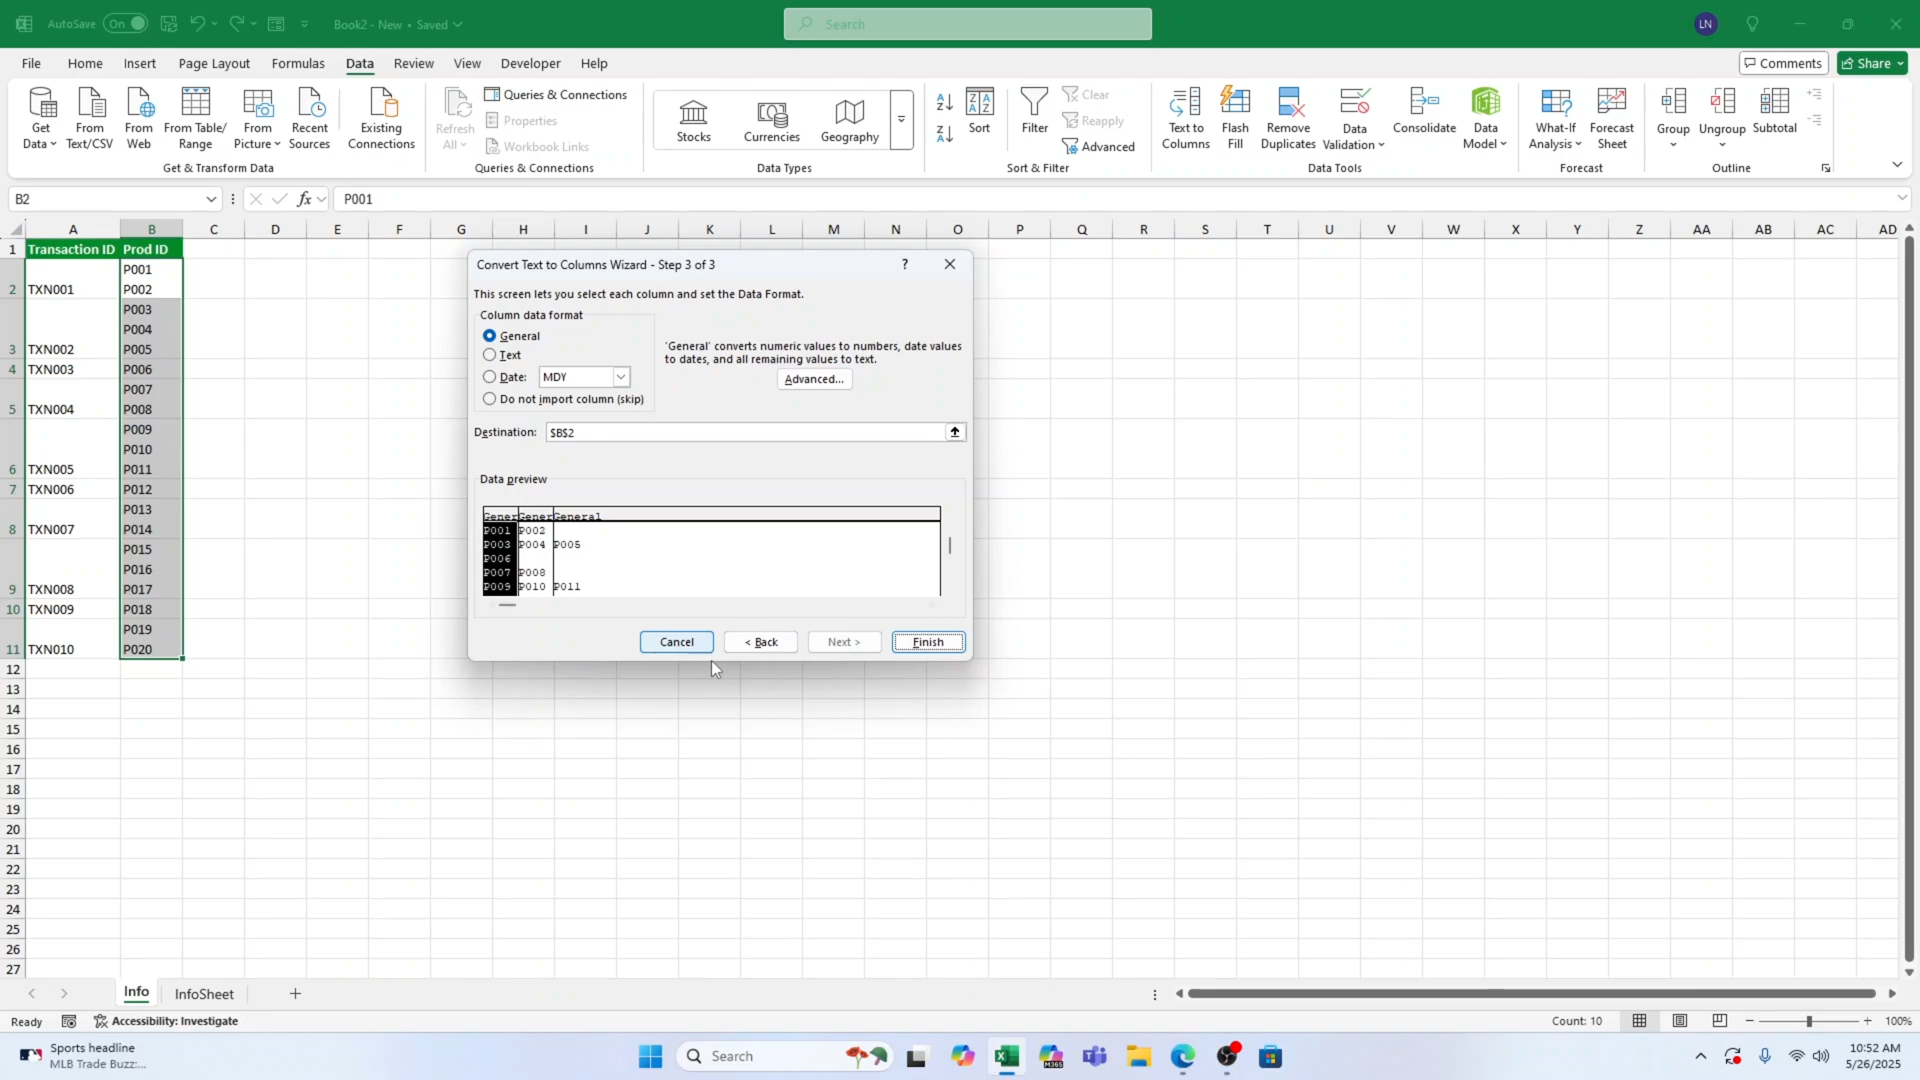 AutoSave On Book2 - New • Saved Search LN
File Home Insert Page Layout Formulas Data Review View Developer Help Comments Share
Get Data
From Text/CSV
From Web
From Table/ Range
From Picture
Recent Sources
Get & Transform Data
Existing Connections
Refresh All
Queries & Connections
Properties
Workbook Links
Queries & Connections
Stocks Currencies Geography
Data Types
Sort
Filter
Clear
Reapply
Advanced
Sort & Filter
Text to Columns
Flash Fill
Remove Duplicates
Data Validation
Consolidate
Data Model
Data Tools
What-If Analysis
Forecast Sheet
Forecast
Group Ungroup Subtotal
Outline
B2 fx P001
A B C D E F G H I J K L M N O P Q R S T U V W X Y Z AA AB AC AD
1 Transaction ID Prod ID
P001
2 TXN001 P002
P003
P004
3 TXN002 P005
4 TXN003 P006
P007
5 TXN004 P008
P009
P010
6 TXN005 P011
7 TXN006 P012
P013
8 TXN007 P014
P015
P016
9 TXN008 P017
10 TXN009 P018
P019
11 TXN010 P020
12
13
14
15
16
17
18
19
20
21
22
23
24
25
26
27
Convert Text to Columns Wizard - Step 3 of 3 ?
This screen lets you select each column and set the Data Format.
Column data format
General
Text
Date: MDY
Do not import column (skip)
'General' converts numeric values to numbers, date values
to dates, and all remaining values to text.
Advanced...
Destination: $B$2
Data preview
GenerGenerGeneral
P001 P002
P003 P004 P005
P006
P007 P008
P009 P010 P011
Cancel < Back Next > Finish
Info InfoSheet
Ready Accessibility: Investigate Count: 10 100%
Sports headline
MLB Trade Buzz:...
Search
M365
10:52 AM
5/26/2025